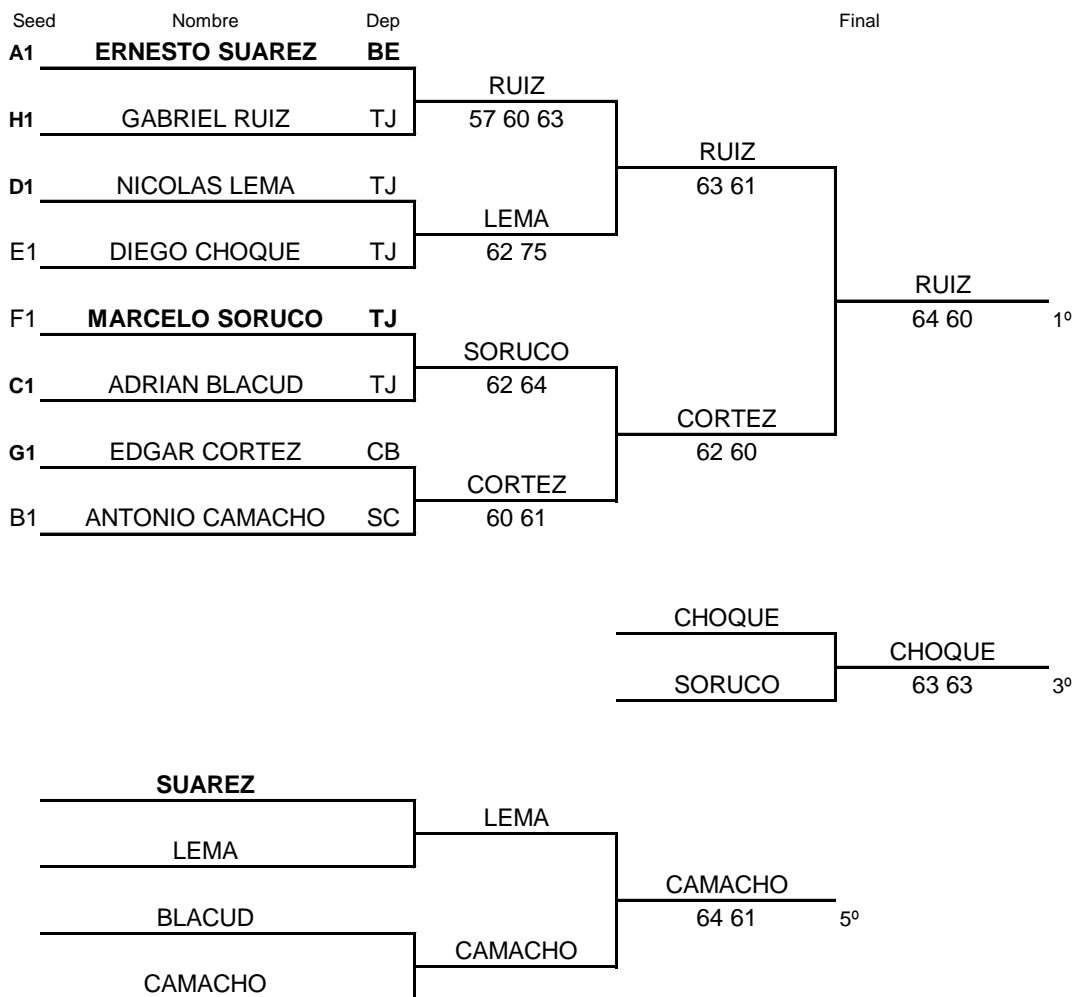 Seed Nombre Dep Final
A1 ERNESTO SUAREZ BE
RUIZ
H1 GABRIEL RUIZ TJ 57 60 63
RUIZ
D1 NICOLAS LEMA TJ 63 61
LEMA
E1 DIEGO CHOQUE TJ 62 75
RUIZ
F1 MARCELO SORUCO TJ 64 60 1º
SORUCO
C1 ADRIAN BLACUD TJ 62 64
CORTEZ
G1 EDGAR CORTEZ CB 62 60
CORTEZ
B1 ANTONIO CAMACHO SC 60 61
CHOQUE
CHOQUE
SORUCO 63 63 3º
SUAREZ
LEMA
LEMA
CAMACHO
BLACUD 64 61 5º
CAMACHO
CAMACHO